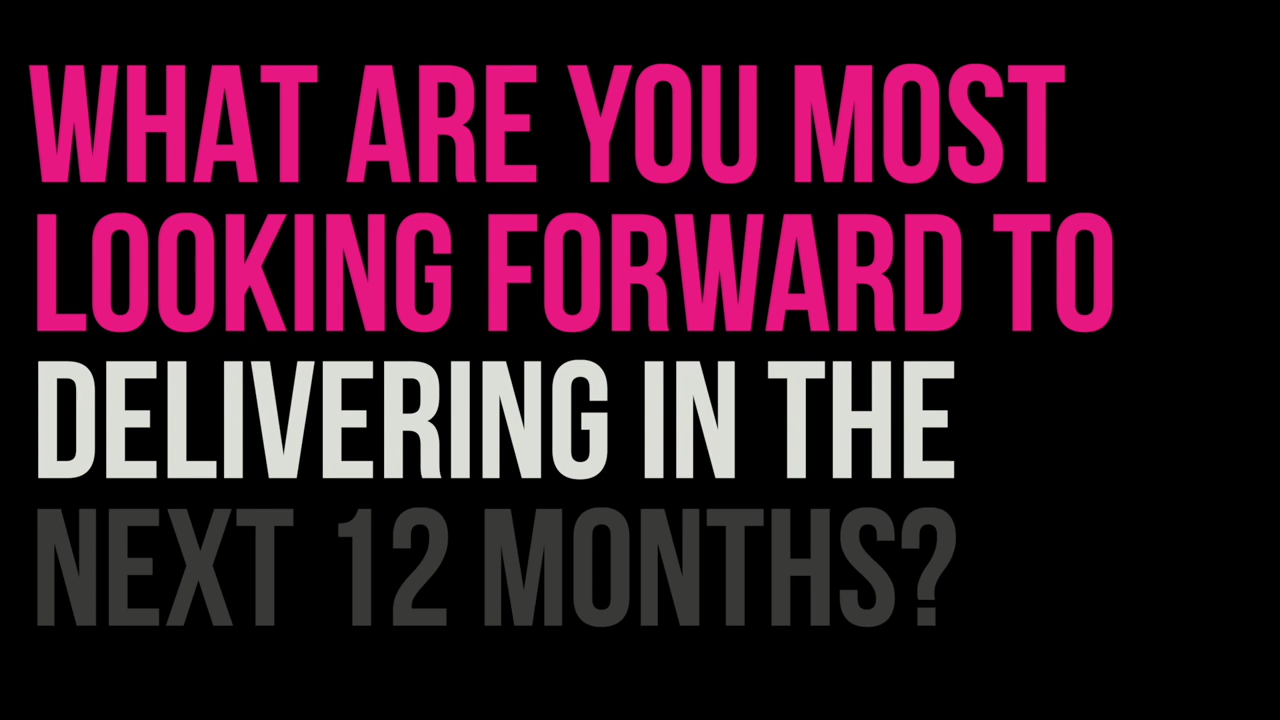 WHAT ARE YOU MOST
LOOKING FORWARD TO
DELIVERING IN THE
NEXT 12 MONTHS?